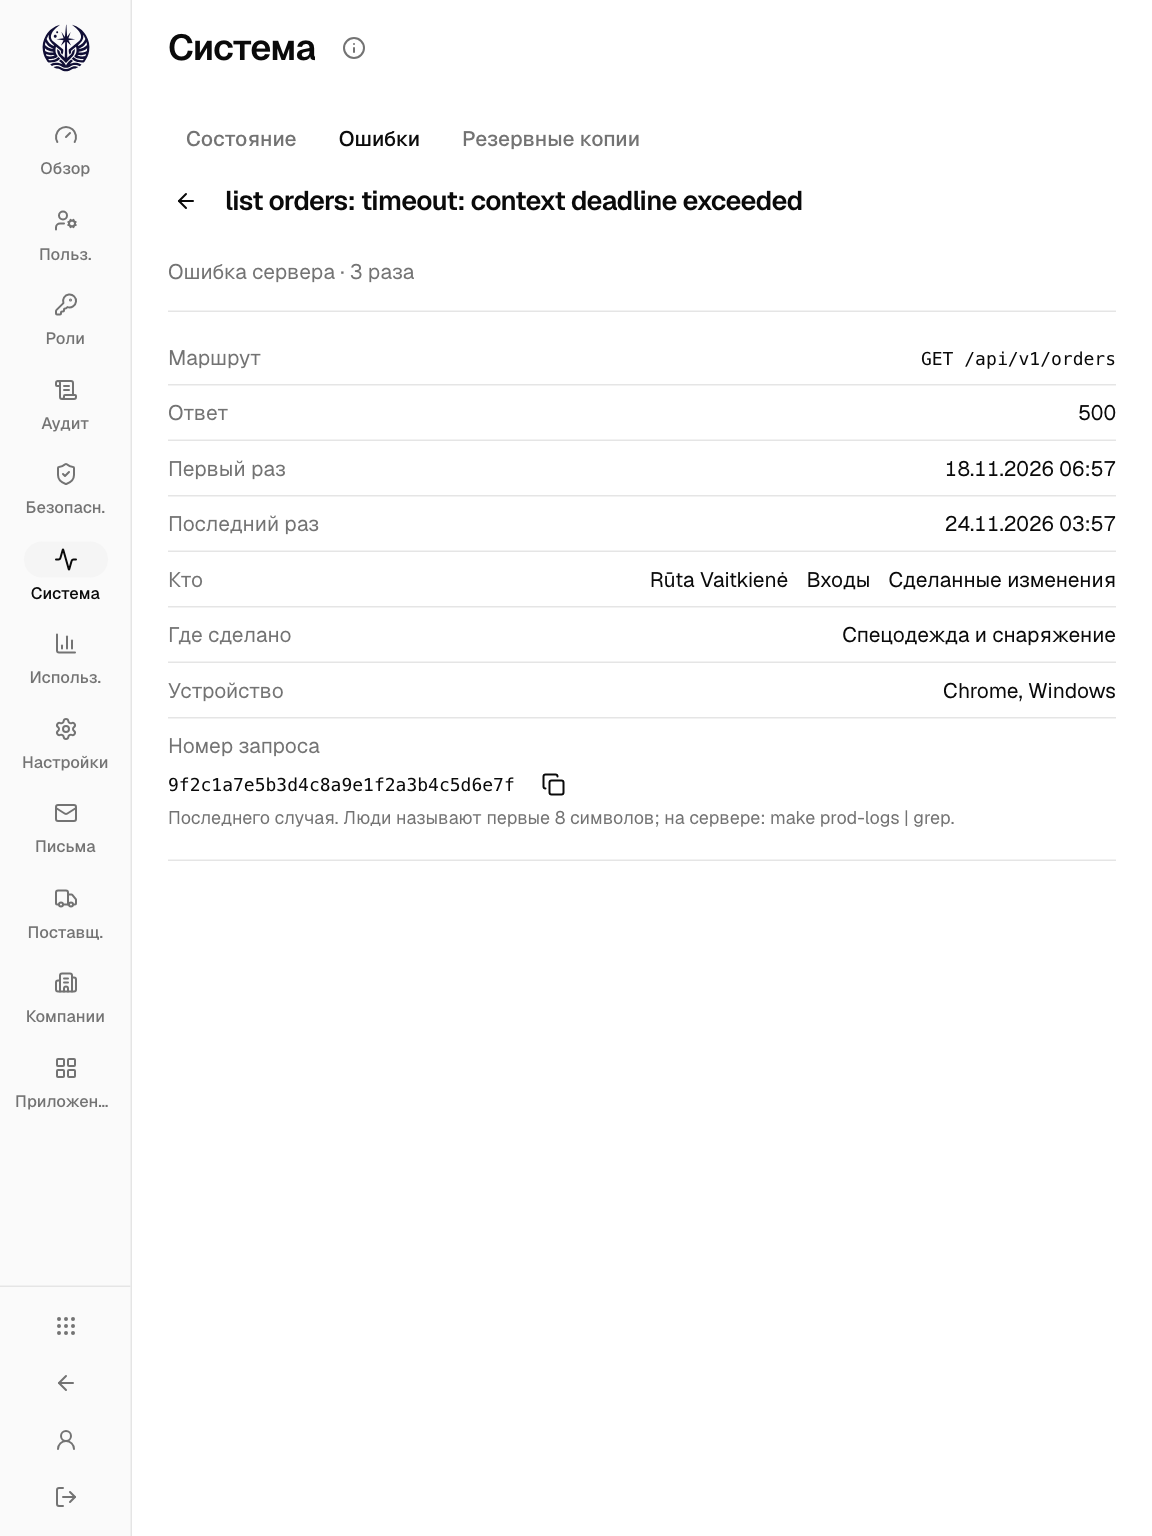 Система
Обзор
Польз.
Роли
Аудит
Безопасн.
Система
Использ.
Настройки
Письма
Поставщ.
Компании
Приложен...
Состояние Ошибки Резервные копии
list orders: timeout: context deadline exceeded
Ошибка сервера · 3 раза
Маршрут GET /api/v1/orders
Ответ 500
Первый раз 18.11.2026 06:57
Последний раз 24.11.2026 03:57
Кто Rūta Vaitkienė Входы Сделанные изменения
Где сделано Спецодежда и снаряжение
Устройство Chrome, Windows
Номер запроса
9f2c1a7e5b3d4c8a9e1f2a3b4c5d6e7f
Последнего случая. Люди называют первые 8 символов; на сервере: make prod-logs | grep.